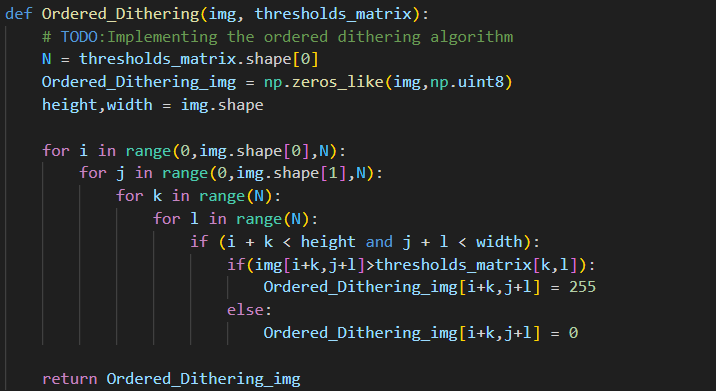 def Ordered_Dithering(img, thresholds_matrix):
    # TODO:Implementing the ordered dithering algorithm
    N = thresholds_matrix.shape[0]
    Ordered_Dithering_img = np.zeros_like(img,np.uint8)
    height,width = img.shape

    for i in range(0,img.shape[0],N):
        for j in range(0,img.shape[1],N):
            for k in range(N):
                for l in range(N):
                    if (i + k < height and j + l < width):
                        if(img[i+k,j+l]>thresholds_matrix[k,l]):
                            Ordered_Dithering_img[i+k,j+l] = 255
                        else:
                            Ordered_Dithering_img[i+k,j+l] = 0

    return Ordered_Dithering_img